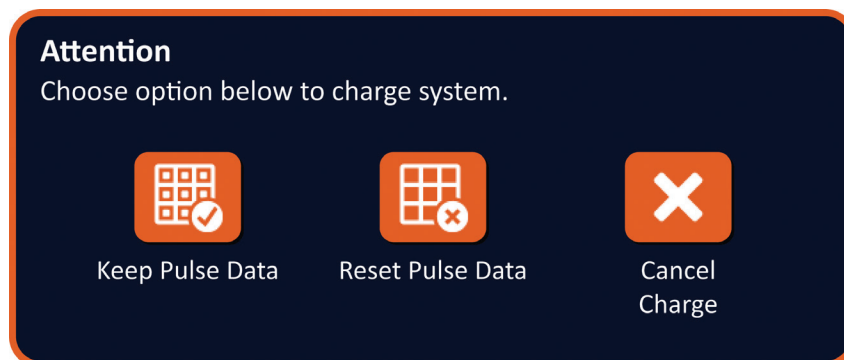 Attention
Choose option below to charge system.
Keep Pulse Data
Reset Pulse Data
Cancel
Charge